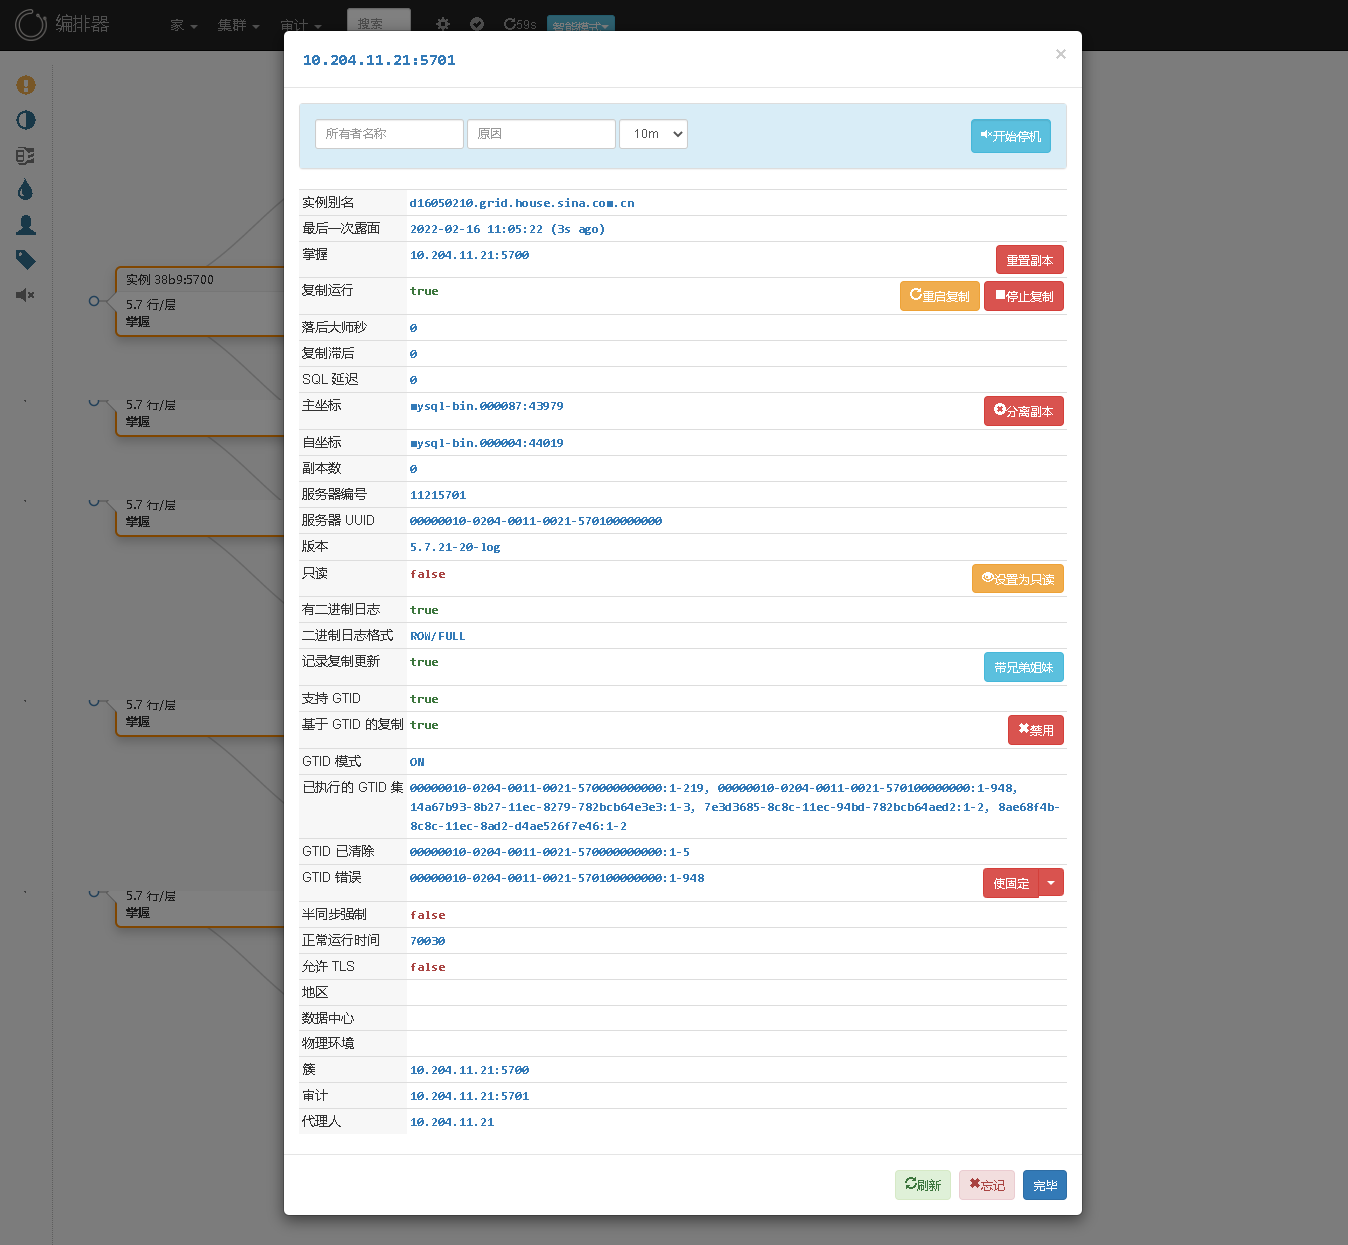 编排器
家
集群
审计
搜索
59s
智能模式
10.204.11.21:5701
×
所有者名称
原因
10m
开始停机
实例别名
d16050210.grid.house.sina.com.cn
最后一次露面
2022-02-16 11:05:22 (3s ago)
掌握
10.204.11.21:5700
重置副本
复制运行
true
重启复制
停止复制
落后大师秒
0
复制滞后
0
SQL 延迟
0
主坐标
mysql-bin.000087:43979
分离副本
自坐标
mysql-bin.000004:44019
副本数
0
服务器编号
11215701
服务器 UUID
00000010-0204-0011-0021-570100000000
版本
5.7.21-20-log
只读
false
设置为只读
有二进制日志
true
二进制日志格式
ROW/FULL
记录复制更新
true
带兄弟姐妹
支持 GTID
true
基于 GTID 的复制
true
禁用
GTID 模式
ON
已执行的 GTID 集
00000010-0204-0011-0021-570000000000:1-219, 00000010-0204-0011-0021-570100000000:1-948,
14a67b93-8b27-11ec-8279-782bcb64e3e3:1-3, 7e3d3685-8c8c-11ec-94bd-782bcb64aed2:1-2, 8ae68f4b-
8c8c-11ec-8ad2-d4ae526f7e46:1-2
GTID 已清除
00000010-0204-0011-0021-570000000000:1-5
GTID 错误
00000010-0204-0011-0021-570100000000:1-948
使固定
半同步强制
false
正常运行时间
70030
允许 TLS
false
地区
数据中心
物理环境
簇
10.204.11.21:5700
审计
10.204.11.21:5701
代理人
10.204.11.21
刷新
忘记
完毕
实例 38b9:5700
5.7 行/层
掌握
5.7 行/层
掌握
5.7 行/层
掌握
5.7 行/层
掌握
5.7 行/层
掌握